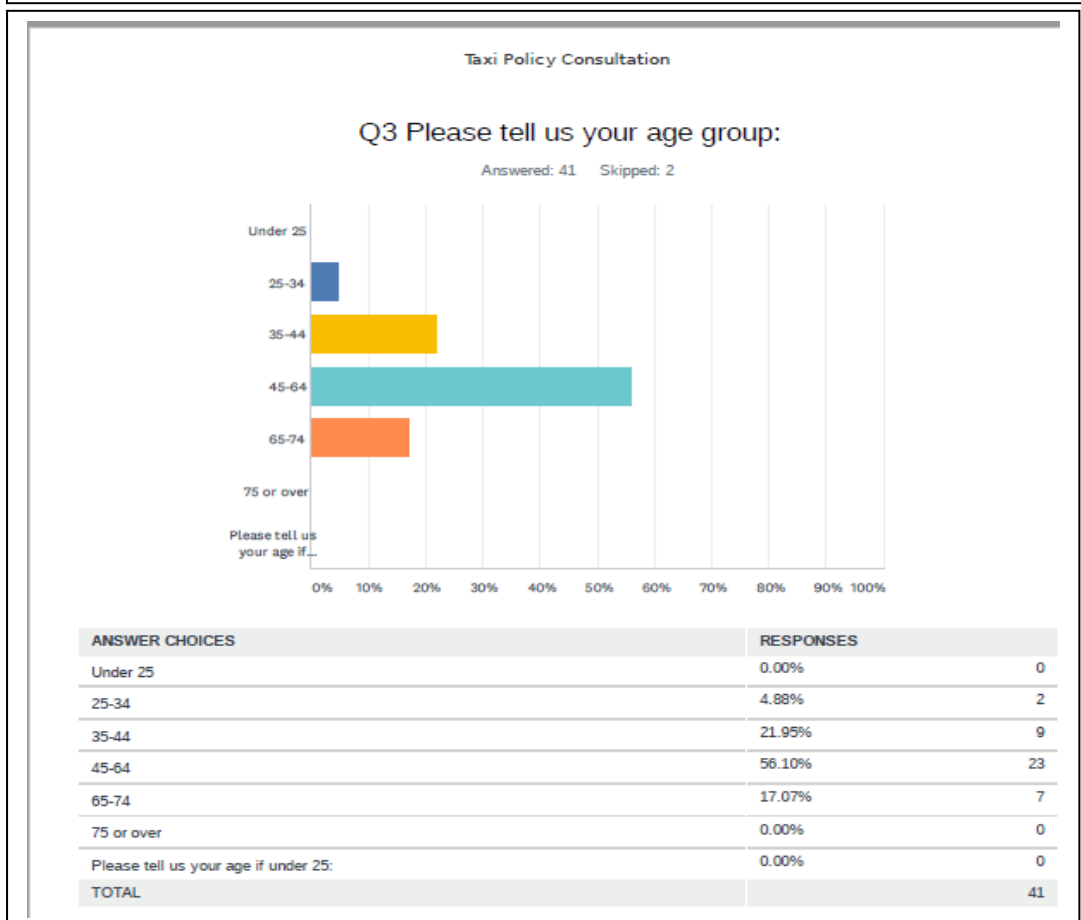 Taxi Policy Consultation
Q3 Please tell us your age group:
Answered: 41 Skipped: 2
Under 25
25-34
35-44
45-64
65-74
75 or over
Please tell us
your age if...
0% 10% 20% 30% 40% 50% 60% 70% 80% 90% 100%
ANSWER CHOICES RESPONSES
Under 25 0.00% 0
25-34 4.88% 2
35-44 21.95% 9
45-64 56.10% 23
65-74 17.07% 7
75 or over 0.00% 0
Please tell us your age if under 25: 0.00% 0
TOTAL 41